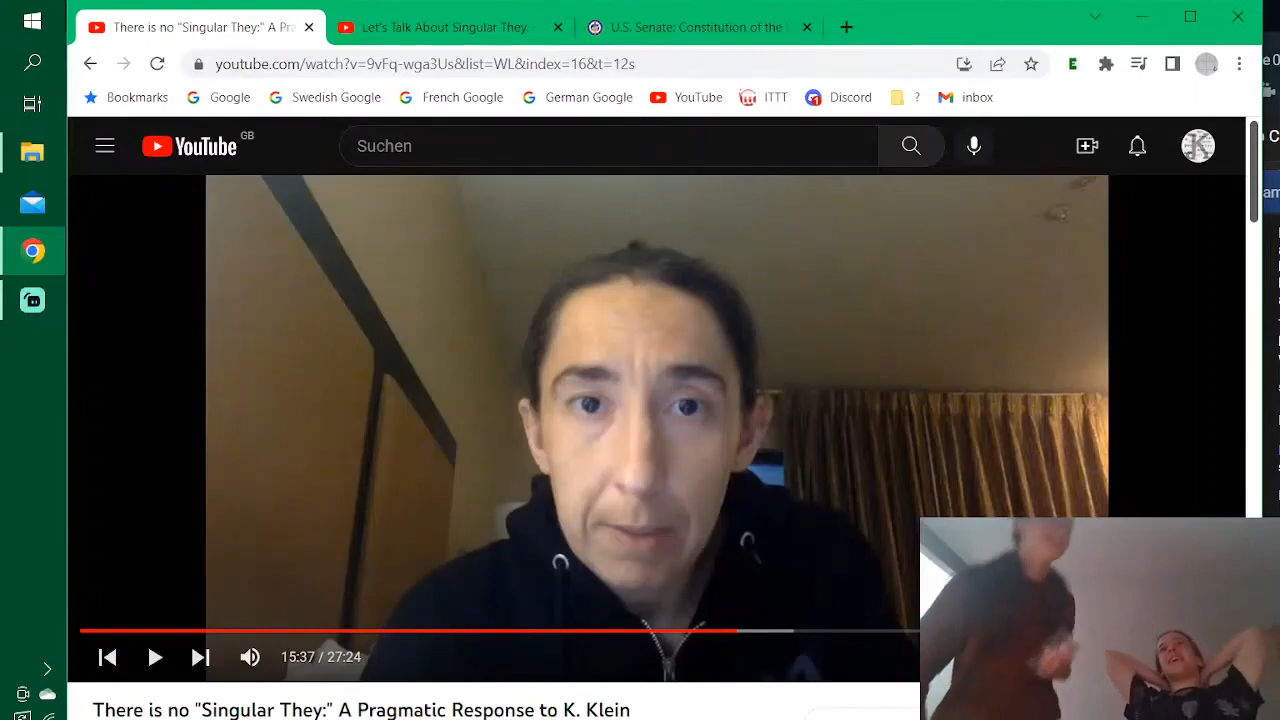 There is no "Singular They:" A Pra
Let's Talk About Singular They.
U.S. Senate: Constitution of the
youtube.com/watch?v=9vFq-wga3Us&list=WL&index=16&t=12s
Bookmarks Google Swedish Google French Google German Google YouTube ITTT Discord ? inbox
YouTube GB
Suchen
15:37 / 27:24
There is no "Singular They:" A Pragmatic Response to K. Klein